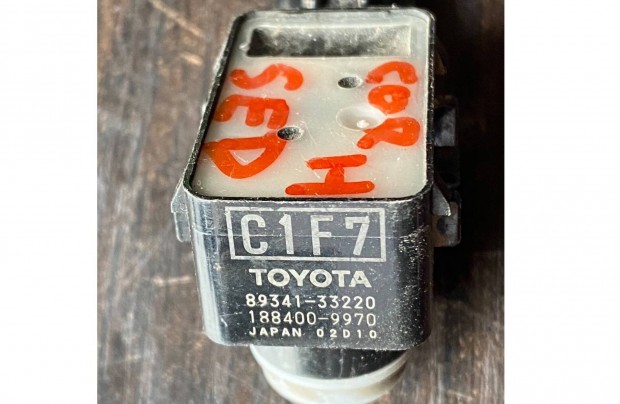 COR.
SED
H
C1F7
TOYOTA
89341-33220
188400-9970
JAPAN 02D10